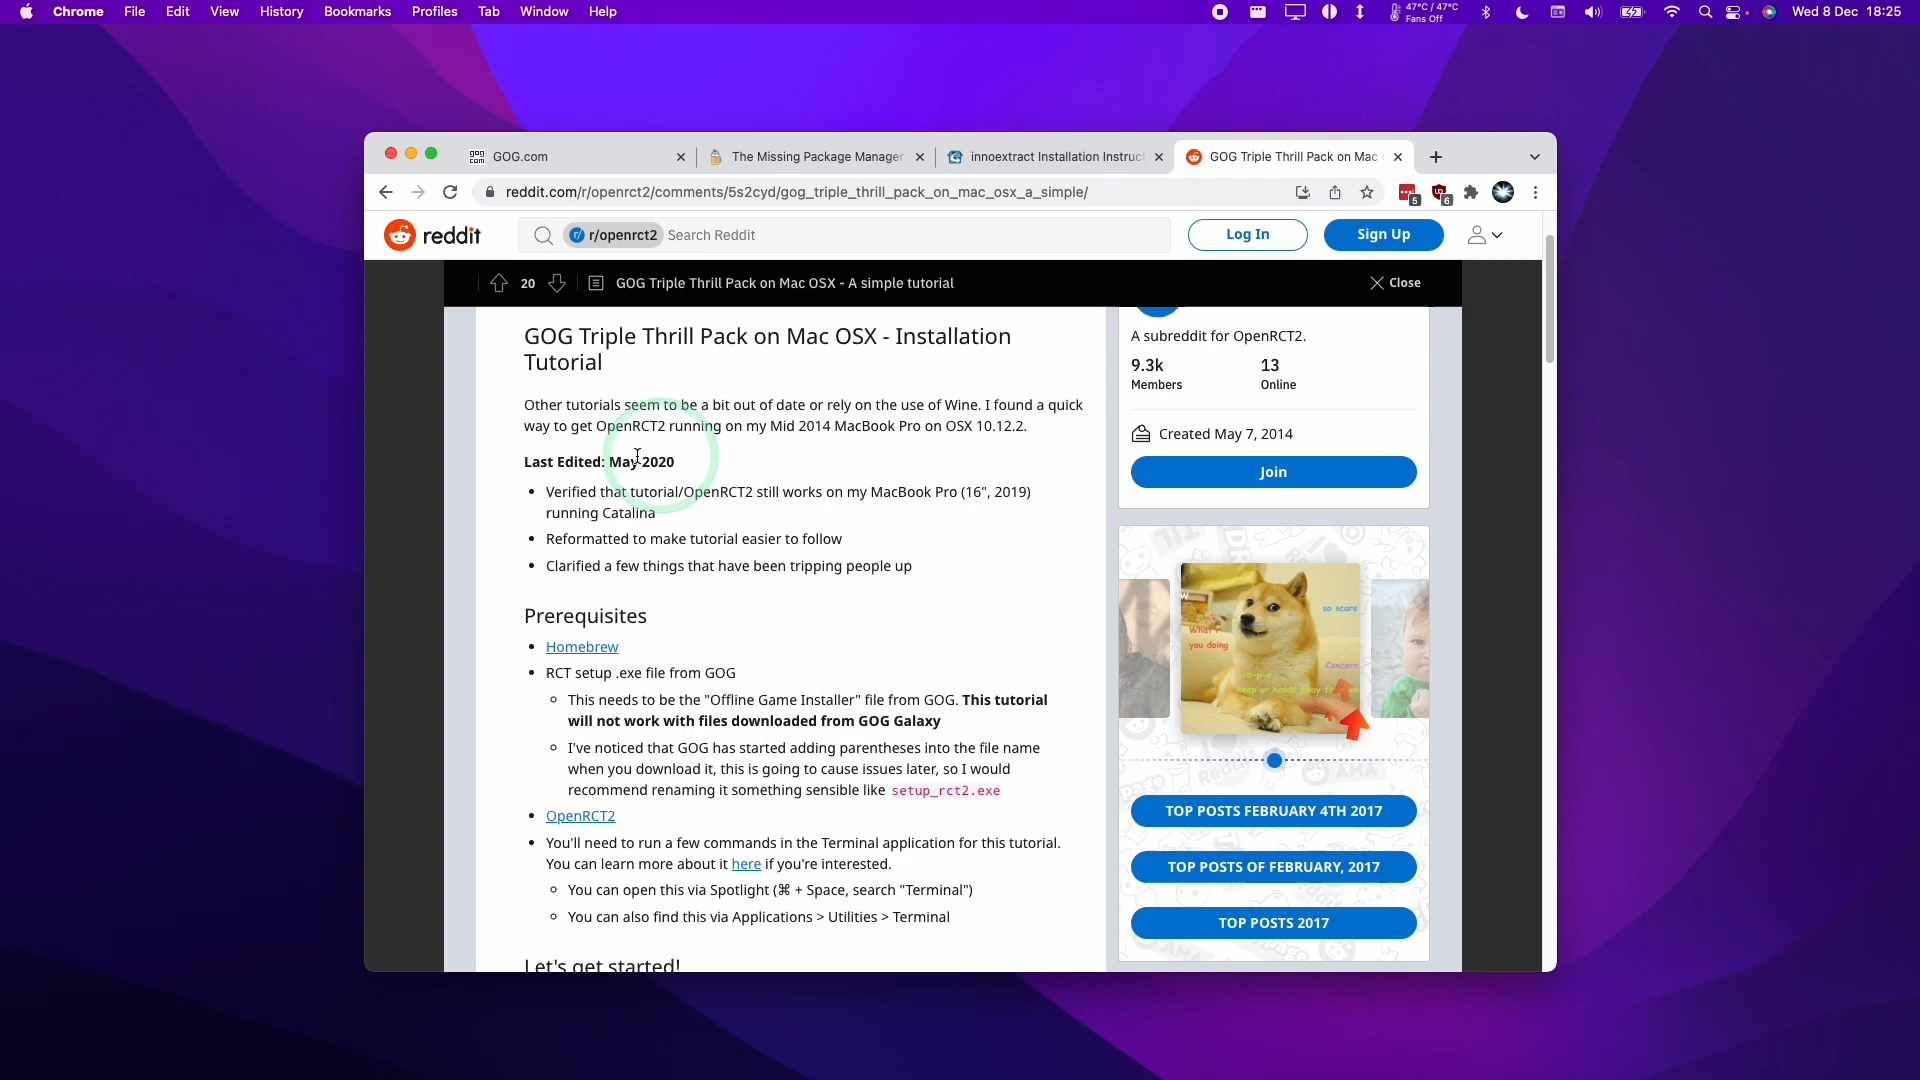 Chrome File Edit View History Bookmarks Profiles Tab Window Help
47°C / 47°C
Fans Off
Wed 8 Dec 18:25
GOG.com
The Missing Package Manager
innoextract Installation Instruct
GOG Triple Thrill Pack on Mac
reddit.com/r/openrct2/comments/5s2cyd/gog_triple_thrill_pack_on_mac_osx_a_simple/
5
6
reddit
r/openrct2 Search Reddit
Log In
Sign Up
20
GOG Triple Thrill Pack on Mac OSX - A simple tutorial
Close
GOG Triple Thrill Pack on Mac OSX - Installation
Tutorial
Other tutorials seem to be a bit out of date or rely on the use of Wine. I found a quick
way to get OpenRCT2 running on my Mid 2014 MacBook Pro on OSX 10.12.2.
Last Edited: May 2020
• Verified that tutorial/OpenRCT2 still works on my MacBook Pro (16", 2019)
running Catalina
• Reformatted to make tutorial easier to follow
• Clarified a few things that have been tripping people up
Prerequisites
• Homebrew
• RCT setup .exe file from GOG
This needs to be the "Offline Game Installer" file from GOG. This tutorial
will not work with files downloaded from GOG Galaxy
I've noticed that GOG has started adding parentheses into the file name
when you download it, this is going to cause issues later, so I would
recommend renaming it something sensible like setup_rct2.exe
• OpenRCT2
• You'll need to run a few commands in the Terminal application for this tutorial.
You can learn more about it here if you're interested.
You can open this via Spotlight (⌘ + Space, search "Terminal")
You can also find this via Applications > Utilities > Terminal
Let's get started!
A subreddit for OpenRCT2.
9.3k
Members
13
Online
Created May 7, 2014
Join
so scare
What r
you doing
Concern
TOP POSTS FEBRUARY 4TH 2017
TOP POSTS OF FEBRUARY, 2017
TOP POSTS 2017